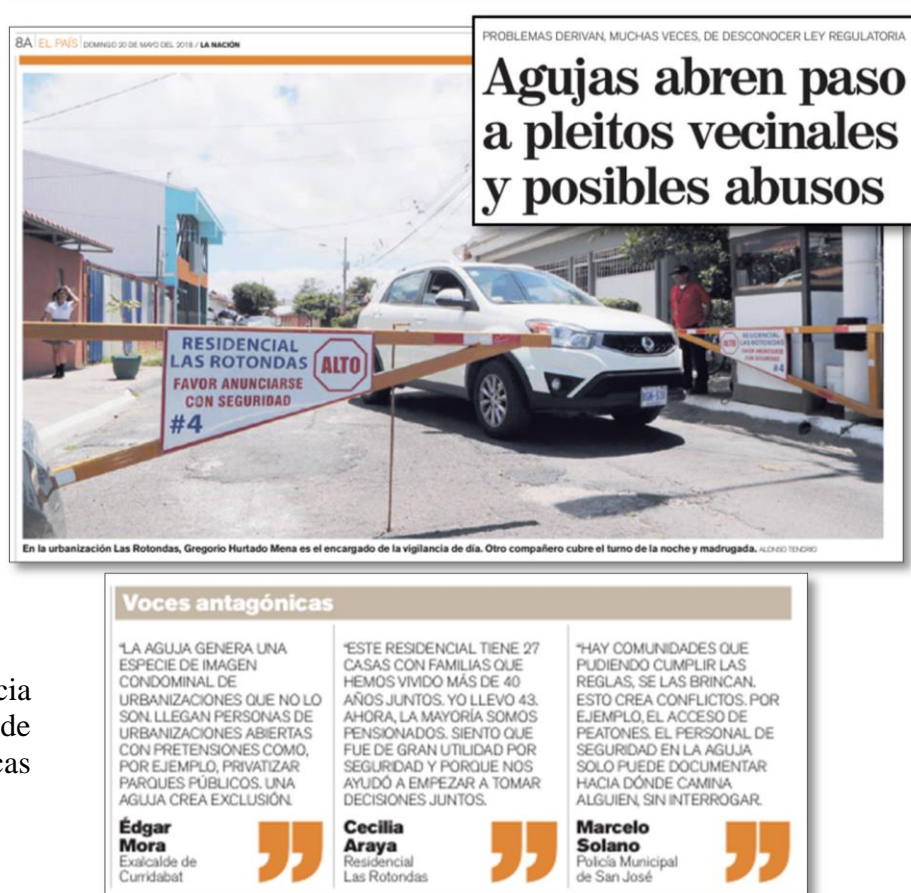 8A EL PAÍS DOMINGO 20 DE MAYO DEL 2018 / LA NACIÓN
PROBLEMAS DERIVAN, MUCHAS VECES, DE DESCONOCER LEY REGULATORIA
Agujas abren paso
a pleitos vecinales
y posibles abusos
RESIDENCIAL
LAS ROTONDAS
FAVOR ANUNCIARSE
CON SEGURIDAD
#4
ALTO
ALTO
RESIDENCIAL
LAS ROTONDAS
FAVOR ANUNCIARSE
CON SEGURIDAD
#4
En la urbanización Las Rotondas, Gregorio Hurtado Mena es el encargado de la vigilancia de día. Otro compañero cubre el turno de la noche y madrugada. ALONSO TENORIO
cia
de
cas
Voces antagónicas
"LA AGUJA GENERA UNA
ESPECIE DE IMAGEN
CONDOMINAL DE
URBANIZACIONES QUE NO LO
SON. LLEGAN PERSONAS DE
URBANIZACIONES ABIERTAS
CON PRETENSIONES COMO,
POR EJEMPLO, PRIVATIZAR
PARQUES PÚBLICOS. UNA
AGUJA CREA EXCLUSIÓN.
Édgar
Mora
Exalcalde de
Curridabat
"ESTE RESIDENCIAL TIENE 27
CASAS CON FAMILIAS QUE
HEMOS VIVIDO MÁS DE 40
AÑOS JUNTOS. YO LLEVO 43.
AHORA, LA MAYORÍA SOMOS
PENSIONADOS. SIENTO QUE
FUE DE GRAN UTILIDAD POR
SEGURIDAD Y PORQUE NOS
AYUDÓ A EMPEZAR A TOMAR
DECISIONES JUNTOS.
Cecilia
Araya
Residencial
Las Rotondas
"HAY COMUNIDADES QUE
PUDIENDO CUMPLIR LAS
REGLAS, SE LAS BRINCAN.
ESTO CREA CONFLICTOS. POR
EJEMPLO, EL ACCESO DE
PEATONES. EL PERSONAL DE
SEGURIDAD EN LA AGUJA
SOLO PUEDE DOCUMENTAR
HACIA DÓNDE CAMINA
ALGUIEN, SIN INTERROGAR.
Marcelo
Solano
Policía Municipal
de San José